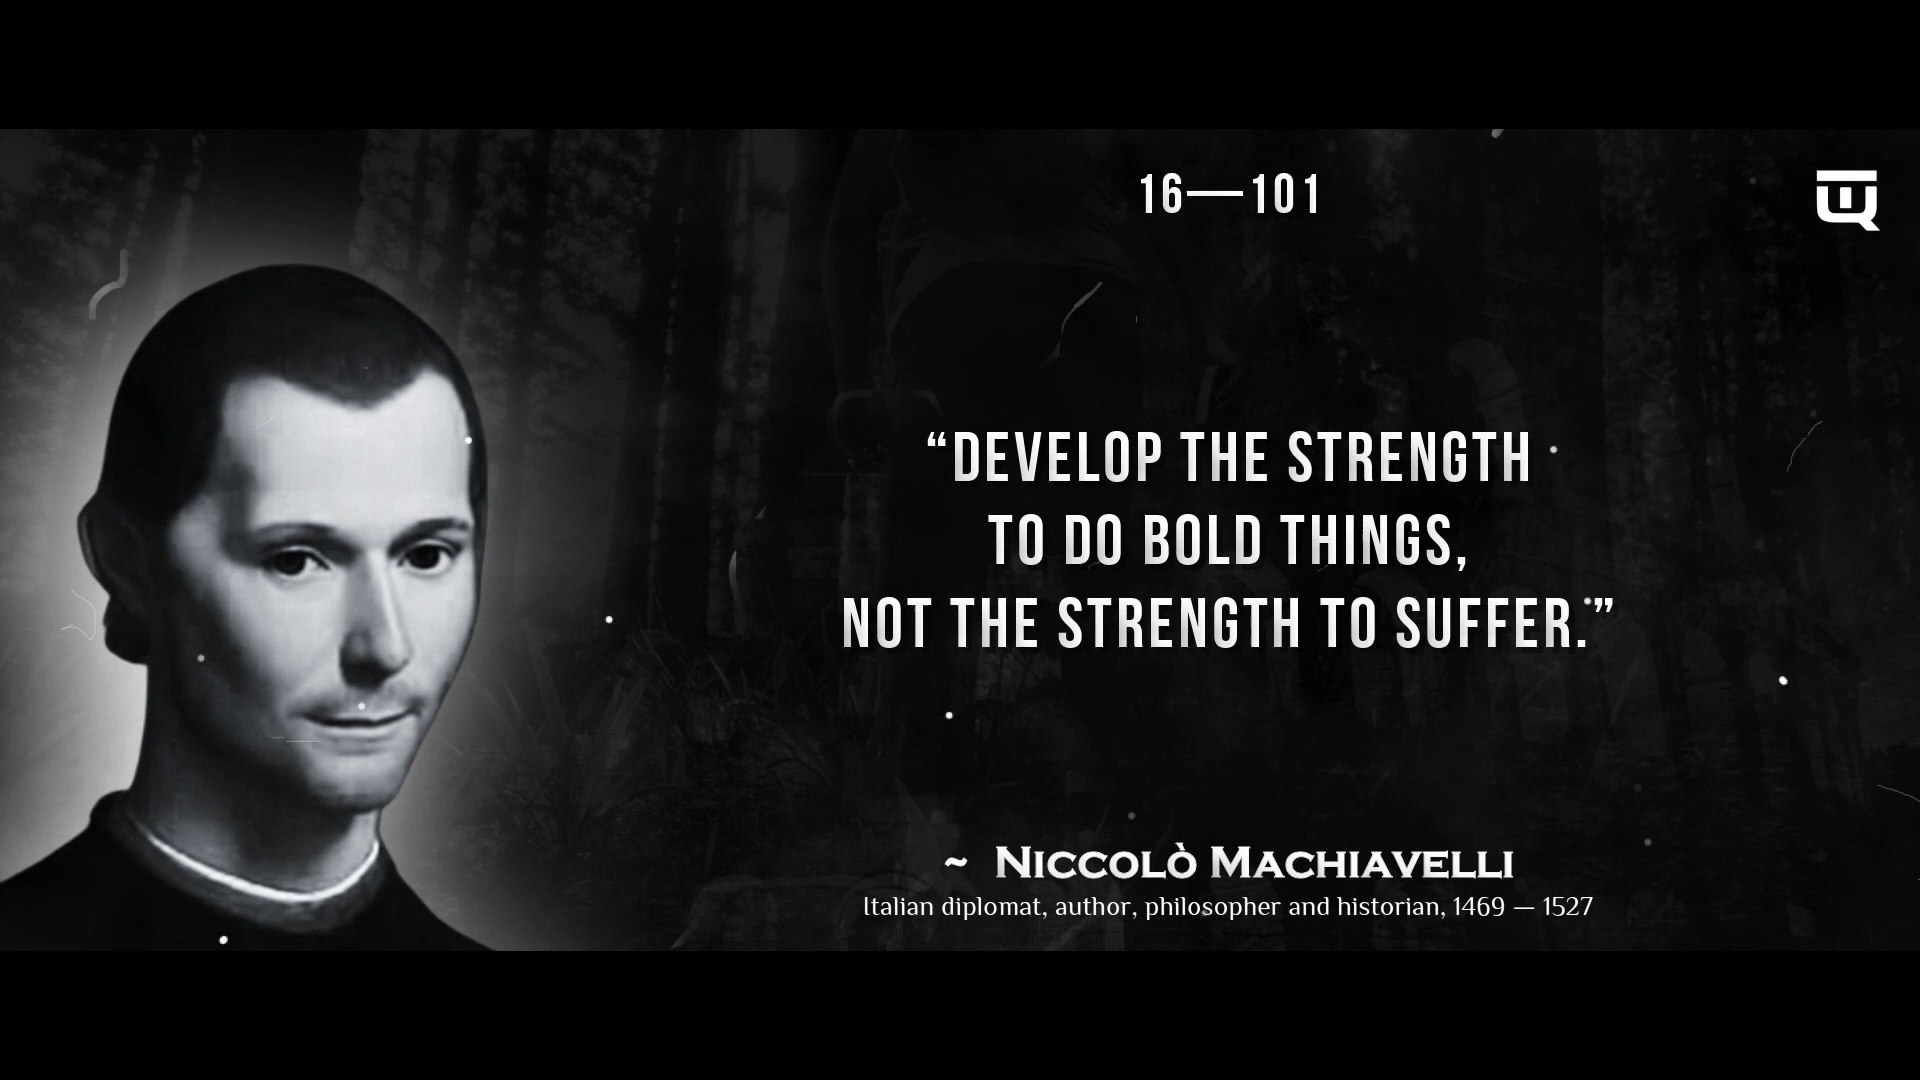 16—101
“DEVELOP THE STRENGTH
TO DO BOLD THINGS,
NOT THE STRENGTH TO SUFFER.”
~ NICCOLÒ MACHIAVELLI
Italian diplomat, author, philosopher and historian, 1469 — 1527